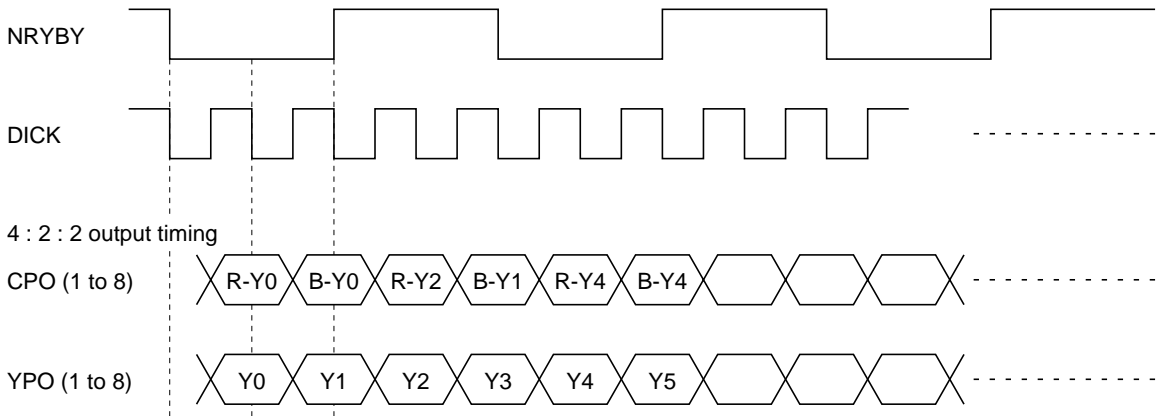 NRYBY
DICK
4 : 2 : 2 output timing
CPO (1 to 8) R-Y0 B-Y0 R-Y2 B-Y1 R-Y4 B-Y4
YPO (1 to 8) Y0 Y1 Y2 Y3 Y4 Y5